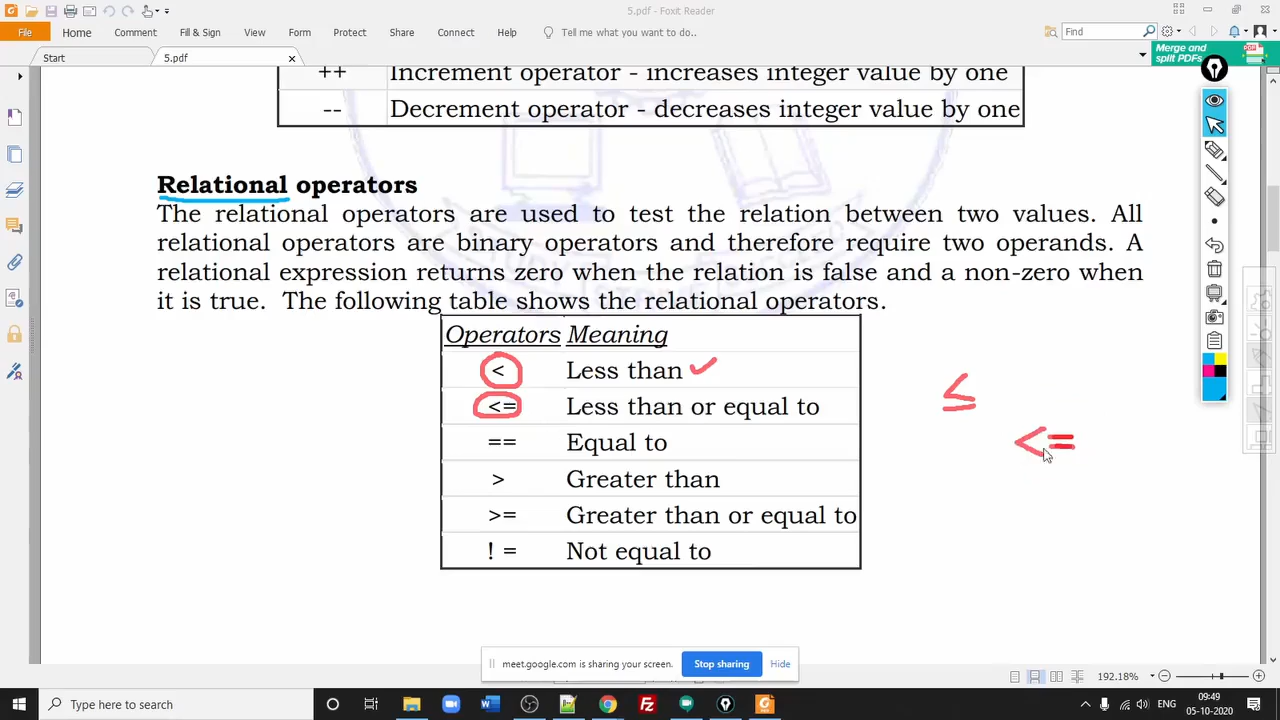 5.pdf - Foxit Reader
File Home Comment Fill & Sign View Form Protect Share Connect Help Tell me what you want to do.. Find
Start 5.pdf
Merge and
split PDFs
++ Increment operator - increases integer value by one
-- Decrement operator - decreases integer value by one
Relational operators
The relational operators are used to test the relation between two values. All
relational operators are binary operators and therefore require two operands. A
relational expression returns zero when the relation is false and a non-zero when
it is true. The following table shows the relational operators.
Operators Meaning
< Less than
<= Less than or equal to
≤
== Equal to
<=
> Greater than
>= Greater than or equal to
! = Not equal to
meet.google.com is sharing your screen. Stop sharing Hide
192.18%
Type here to search
ENG
09:49
05-10-2020